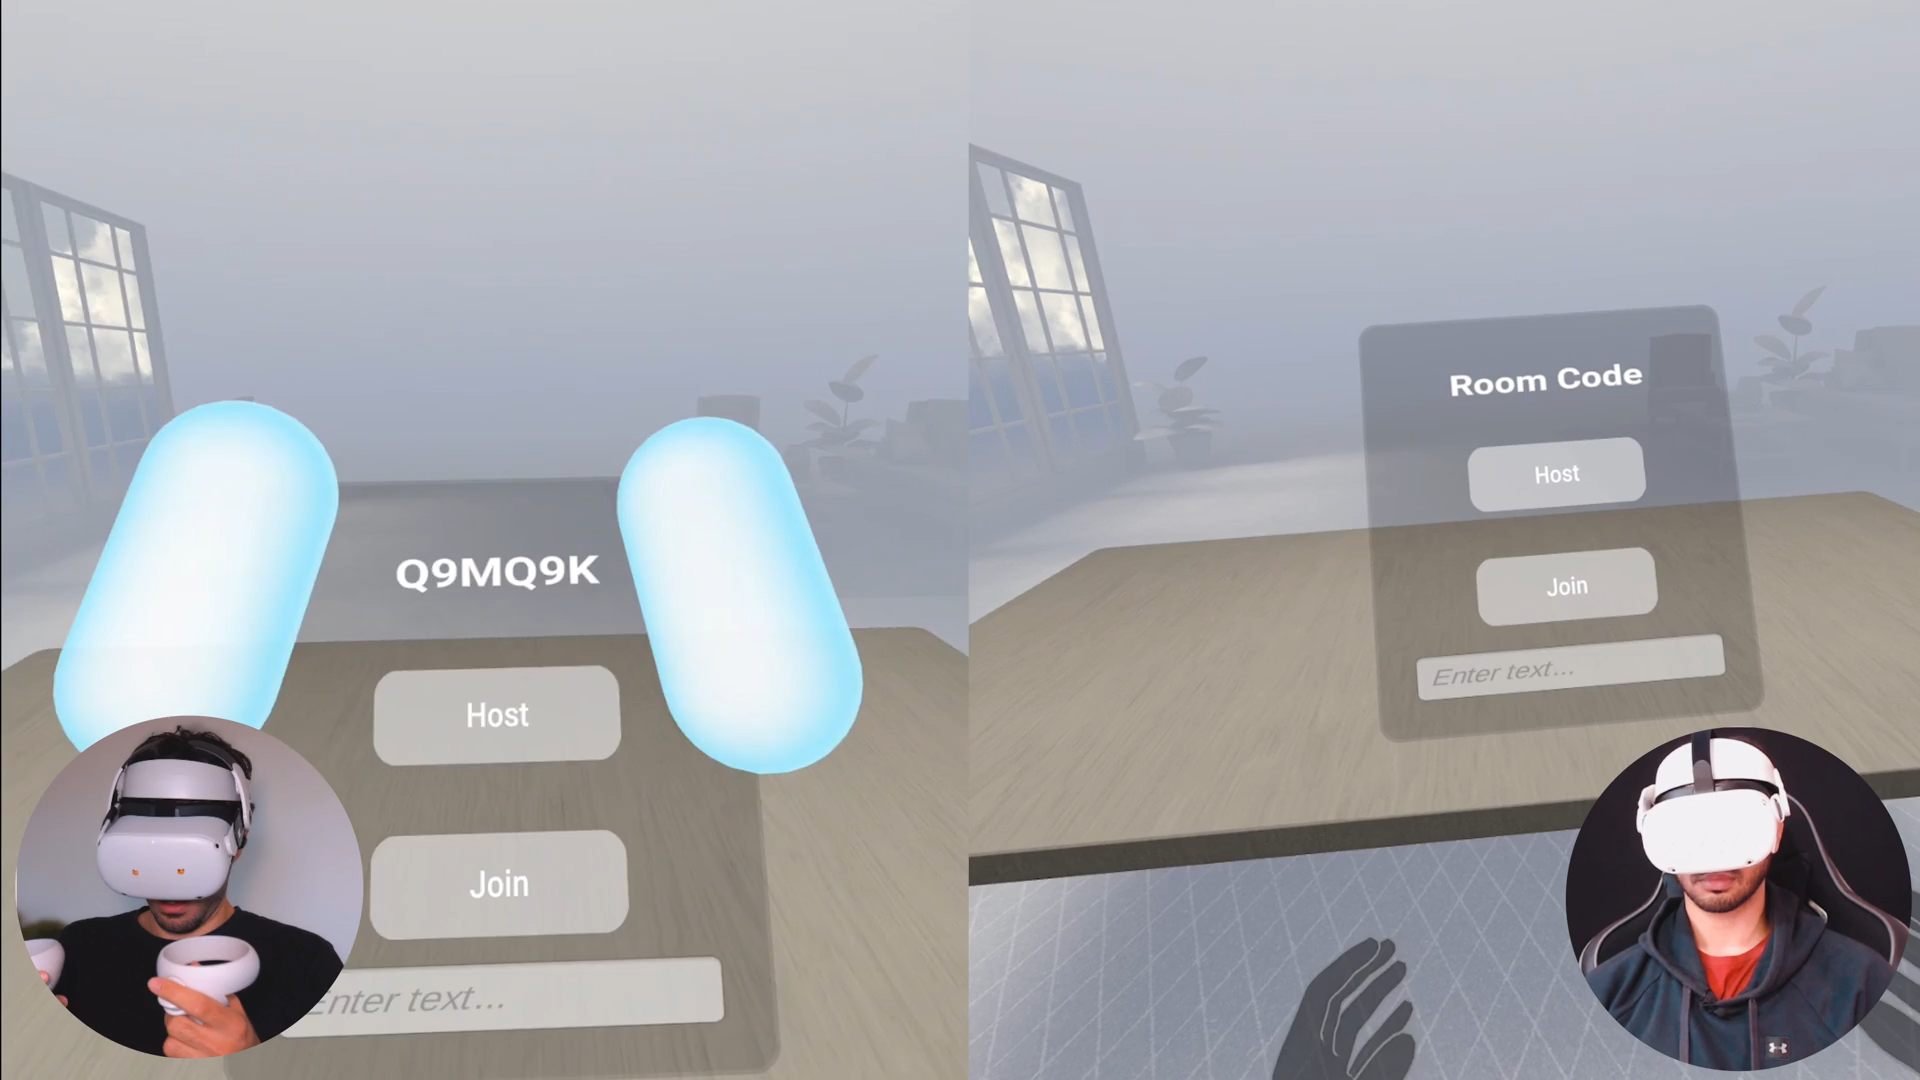 Q9MQ9K
Host
Join
Enter text...
Room Code
Host
Join
Enter text...